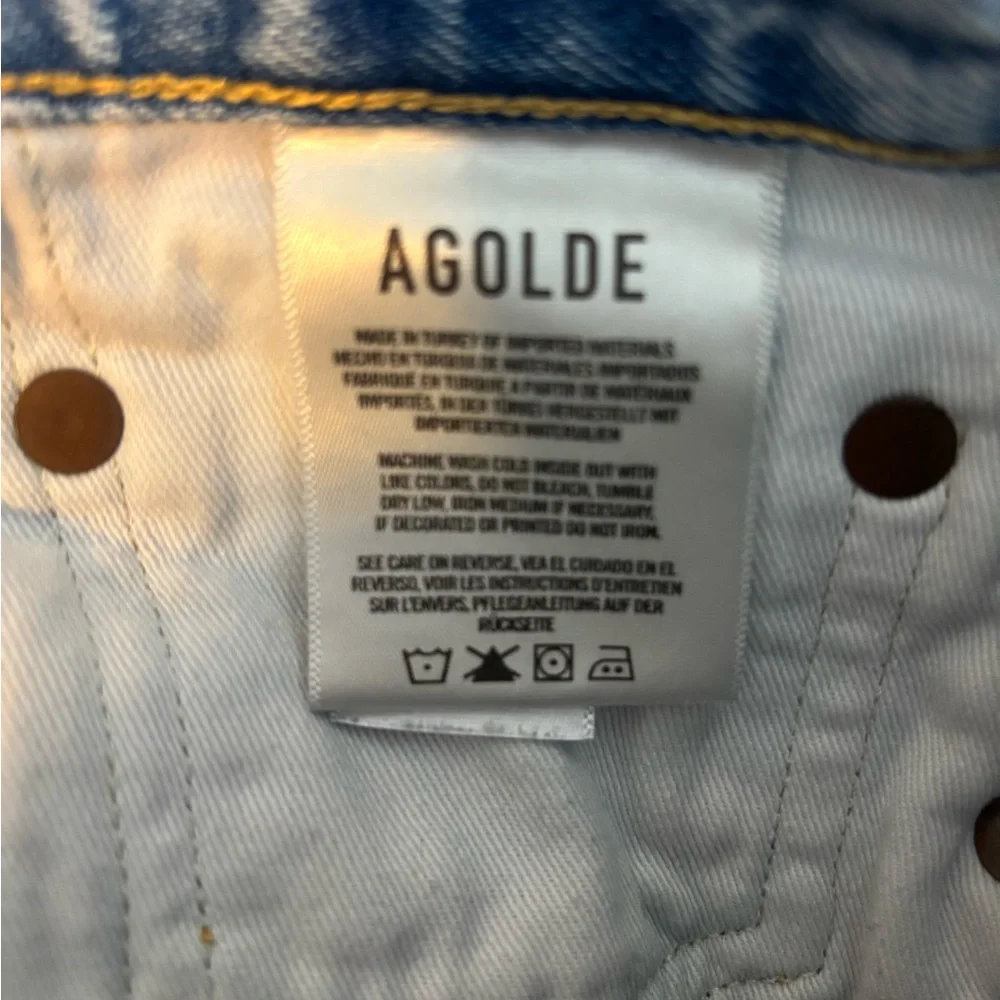 AGOLDE
MADE IN TURKEY OF IMPORTED MATERIALS
HECHO EN TURQUIA DE MATERIALES IMPORTADOS
FABRIQUE EN TURQUIE A PARTIR DE MATERIAUX
IMPORTES, IN DER TÜRKEI HERGESTELLT MIT
IMPORTIERTEN MATERIALIEN
MACHINE WASH COLD INSIDE OUT WITH
LIKE COLORS, DO NOT BLEACH, TUMBLE
DRY LOW, IRON MEDIUM IF NECESSARY,
IF DECORATED OR PRINTED DO NOT IRON.
SEE CARE ON REVERSE, VEA EL CUIDADO EN EL
REVERSO, VOIR LES INSTRUCTIONS D'ENTRETIEN
SUR L'ENVERS, PFLEGEANLEITUNG AUF DER
RÜCKSEITE